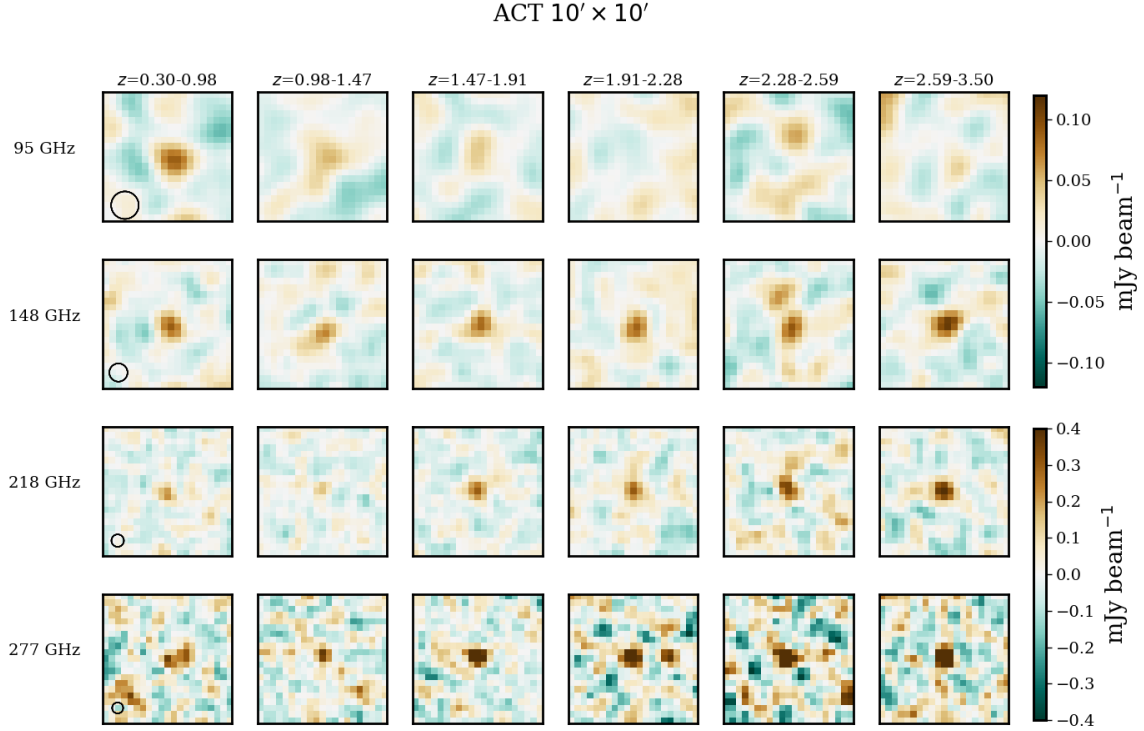 ACT 10′ × 10′
z=0.30-0.98 z=0.98-1.47 z=1.47-1.91 z=1.91-2.28 z=2.28-2.59 z=2.59-3.50
95 GHz
0.10
0.05
0.00
−0.05
−0.10
mJy beam⁻¹
148 GHz
218 GHz
0.4
0.3
0.2
0.1
0.0
−0.1
−0.2
−0.3
−0.4
mJy beam⁻¹
277 GHz